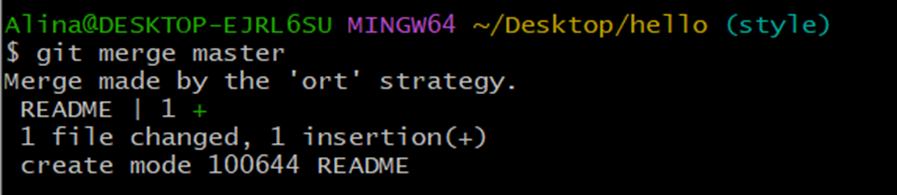 Alina@DESKTOP-EJRL6SU MINGW64 ~/Desktop/hello (style)
$ git merge master
Merge made by the 'ort' strategy.
 README | 1 +
 1 file changed, 1 insertion(+)
 create mode 100644 README